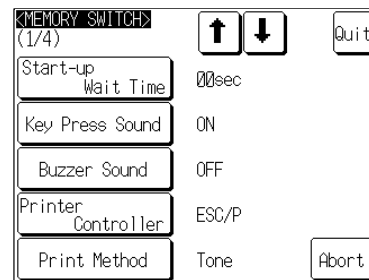 <MEMORY SWITCH>
(1/4)
Quit
Start-up
Wait Time
00sec
Key Press Sound
ON
Buzzer Sound
OFF
Printer
Controller
ESC/P
Print Method
Tone
Abort